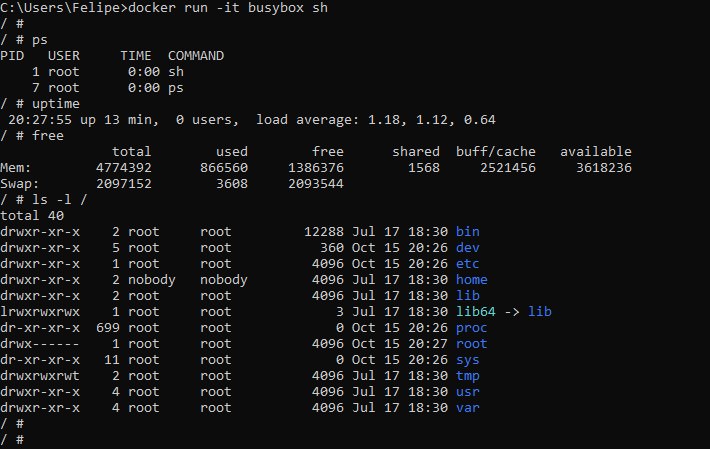 C:\Users\Felipe>docker run -it busybox sh
/ #
/ # ps
PID   USER     TIME  COMMAND
    1 root      0:00 sh
    7 root      0:00 ps
/ # uptime
 20:27:55 up 13 min,  0 users,  load average: 1.18, 1.12, 0.64
/ # free
              total        used        free      shared  buff/cache   available
Mem:        4774392      866560     1386376        1568     2521456     3618236
Swap:       2097152        3608     2093544
/ # ls -l /
total 40
drwxr-xr-x    2 root     root         12288 Jul 17 18:30 bin
drwxr-xr-x    5 root     root           360 Oct 15 20:26 dev
drwxr-xr-x    1 root     root          4096 Oct 15 20:26 etc
drwxr-xr-x    2 nobody   nobody        4096 Jul 17 18:30 home
drwxr-xr-x    2 root     root          4096 Jul 17 18:30 lib
lrwxrwxrwx    1 root     root             3 Jul 17 18:30 lib64 -> lib
dr-xr-xr-x  699 root     root             0 Oct 15 20:26 proc
drwx------    1 root     root          4096 Oct 15 20:27 root
dr-xr-xr-x   11 root     root             0 Oct 15 20:26 sys
drwxrwxrwt    2 root     root          4096 Jul 17 18:30 tmp
drwxr-xr-x    4 root     root          4096 Jul 17 18:30 usr
drwxr-xr-x    4 root     root          4096 Jul 17 18:30 var
/ #
/ #